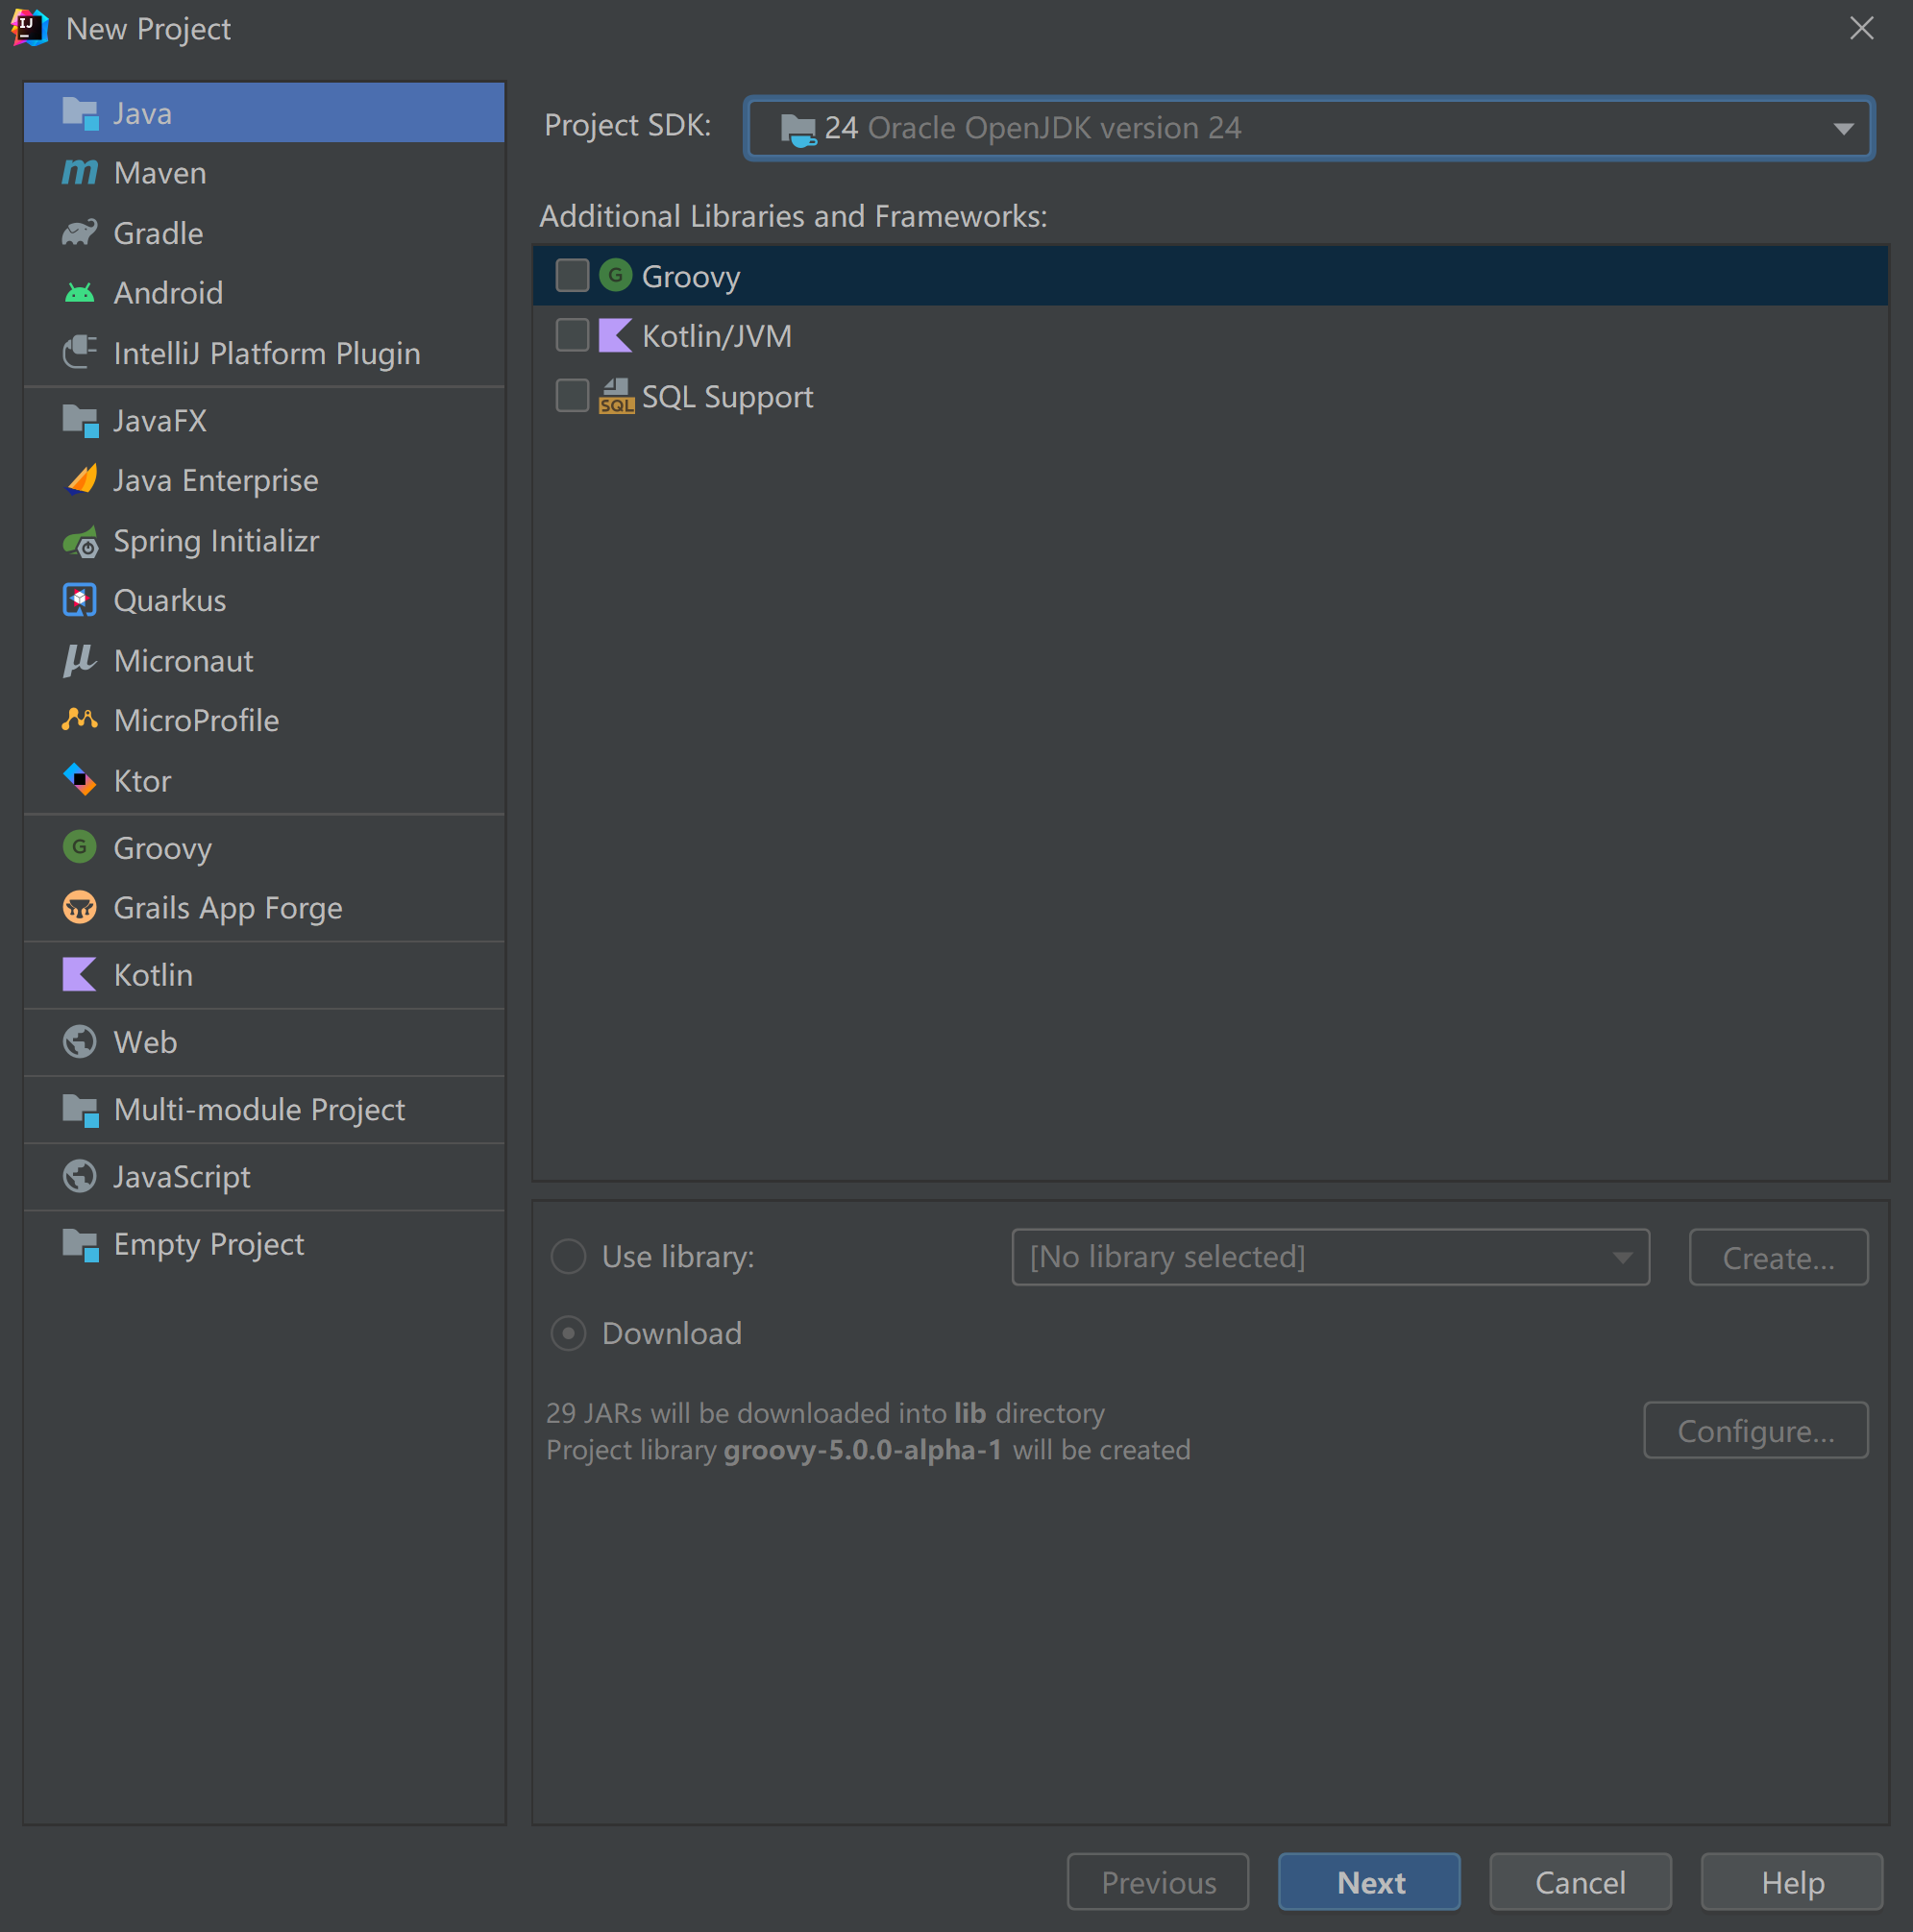 New Project
Java
Maven
Gradle
Android
IntelliJ Platform Plugin
JavaFX
Java Enterprise
Spring Initializr
Quarkus
Micronaut
MicroProfile
Ktor
Groovy
Grails App Forge
Kotlin
Web
Multi-module Project
JavaScript
Empty Project
Project SDK: 24 Oracle OpenJDK version 24
Additional Libraries and Frameworks:
Groovy
Kotlin/JVM
SQL Support
Use library: [No library selected] Create...
Download
29 JARs will be downloaded into lib directory
Project library groovy-5.0.0-alpha-1 will be created
Configure...
Previous Next Cancel Help